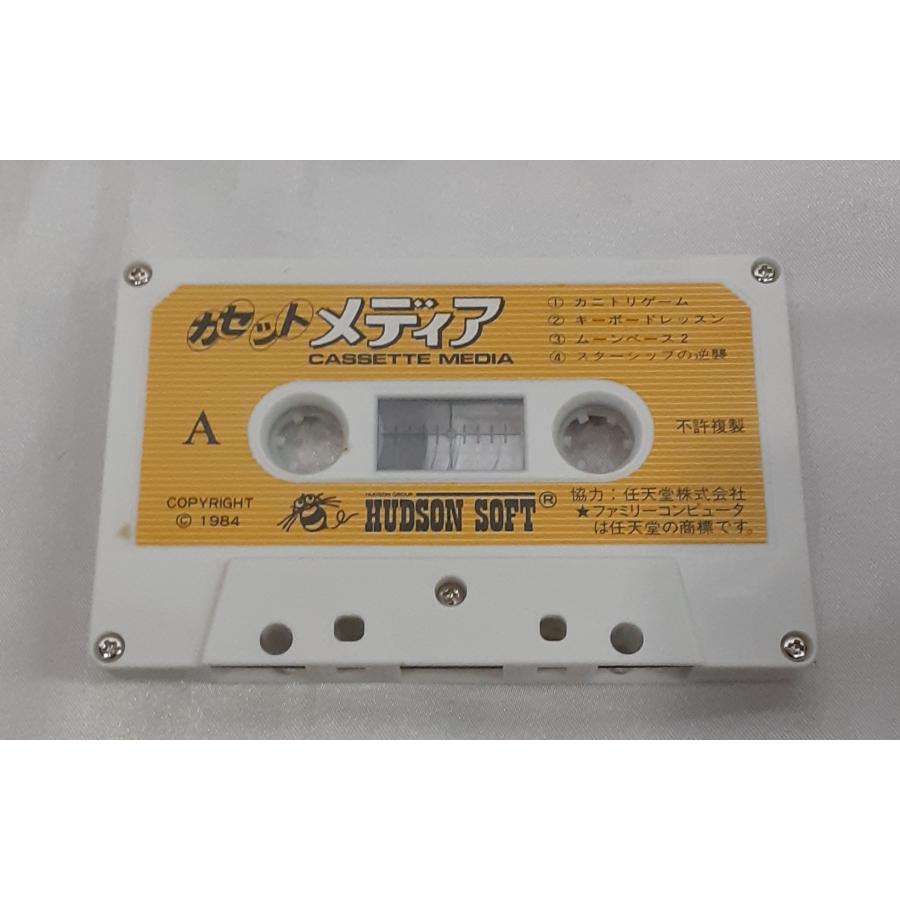 カセットメディア
CASSETTE MEDIA
① カニトリゲーム
② キーボードレッスン
③ ムーンベース2
④ スターシップの逆襲
A
不許複製
COPYRIGHT
© 1984
HUDSON GROUP
HUDSON SOFT®
協力：任天堂株式会社
★ファミリーコンピュータ
は任天堂の商標です。